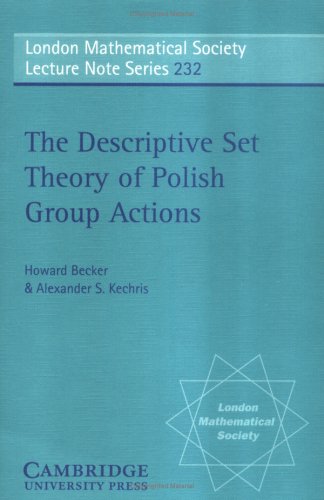 London Mathematical Society
Lecture Note Series 232
The Descriptive Set
Theory of Polish
Group Actions
Howard Becker
& Alexander S. Kechris
London
Mathematical
Society
CAMBRIDGE
UNIVERSITY PRESS